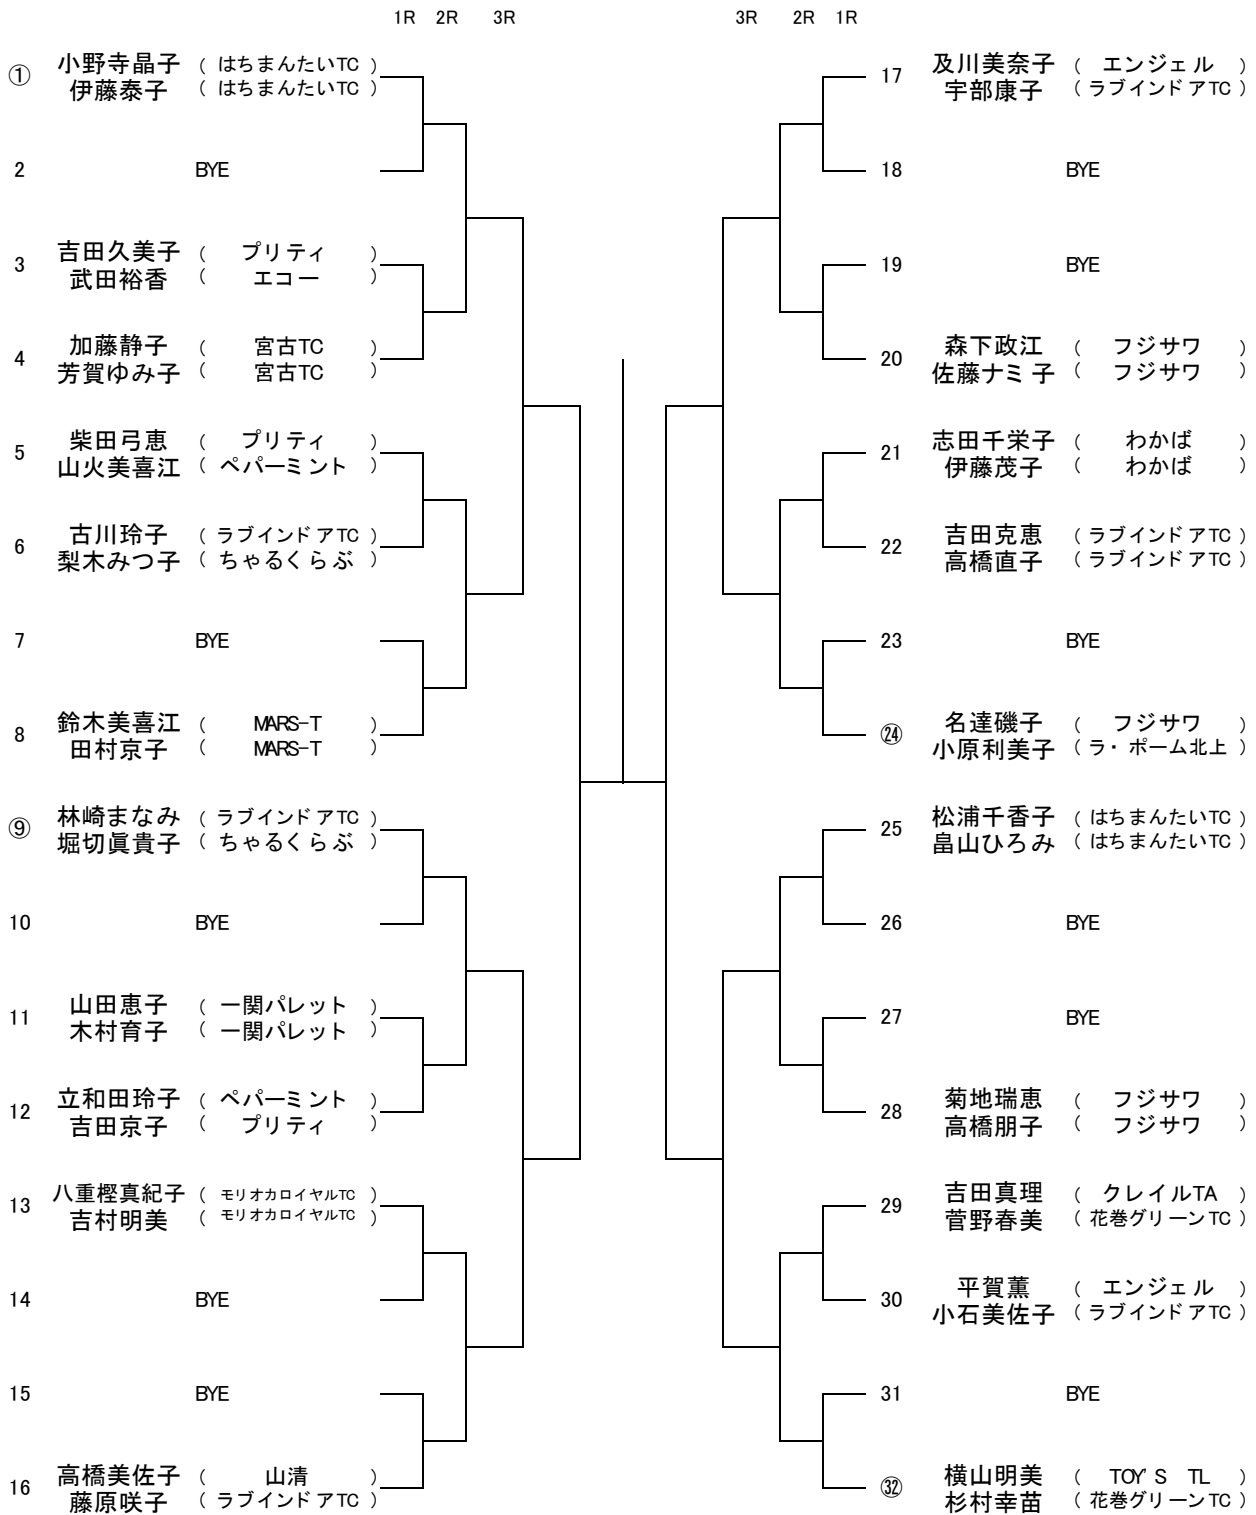 1R 2R 3R 3R 2R 1R
① 小野寺晶子 ( はちまんたいTC )
伊藤泰子 ( はちまんたいTC )
2 BYE
3 吉田久美子 ( プリティ )
武田裕香 ( エコー )
4 加藤静子 ( 宮古TC )
芳賀ゆみ子 ( 宮古TC )
5 柴田弓恵 ( プリティ )
山火美喜江 ( ペパーミント )
6 古川玲子 ( ラブインドアTC )
梨木みつ子 ( ちゃるくらぶ )
7 BYE
8 鈴木美喜江 ( MARS-T )
田村京子 ( MARS-T )
⑨ 林崎まなみ ( ラブインドアTC )
堀切眞貴子 ( ちゃるくらぶ )
10 BYE
11 山田恵子 ( 一関パレット )
木村育子 ( 一関パレット )
12 立和田玲子 ( ペパーミント )
吉田京子 ( プリティ )
13 八重樫真紀子 ( モリオカロイヤルTC )
吉村明美 ( モリオカロイヤルTC )
14 BYE
15 BYE
16 高橋美佐子 ( 山清 )
藤原咲子 ( ラブインドアTC )
17 及川美奈子 ( エンジェル )
宇部康子 ( ラブインドアTC )
18 BYE
19 BYE
20 森下政江 ( フジサワ )
佐藤ナミ子 ( フジサワ )
21 志田千栄子 ( わかば )
伊藤茂子 ( わかば )
22 吉田克恵 ( ラブインドアTC )
高橋直子 ( ラブインドアTC )
23 BYE
㉔ 名達磯子 ( フジサワ )
小原利美子 ( ラ・ポーム北上 )
25 松浦千香子 ( はちまんたいTC )
畠山ひろみ ( はちまんたいTC )
26 BYE
27 BYE
28 菊地瑞恵 ( フジサワ )
高橋朋子 ( フジサワ )
29 吉田真理 ( クレイルTA )
菅野春美 ( 花巻グリーンTC )
30 平賀薫 ( エンジェル )
小石美佐子 ( ラブインドアTC )
31 BYE
㉜ 横山明美 ( TOY'S TL )
杉村幸苗 ( 花巻グリーンTC )